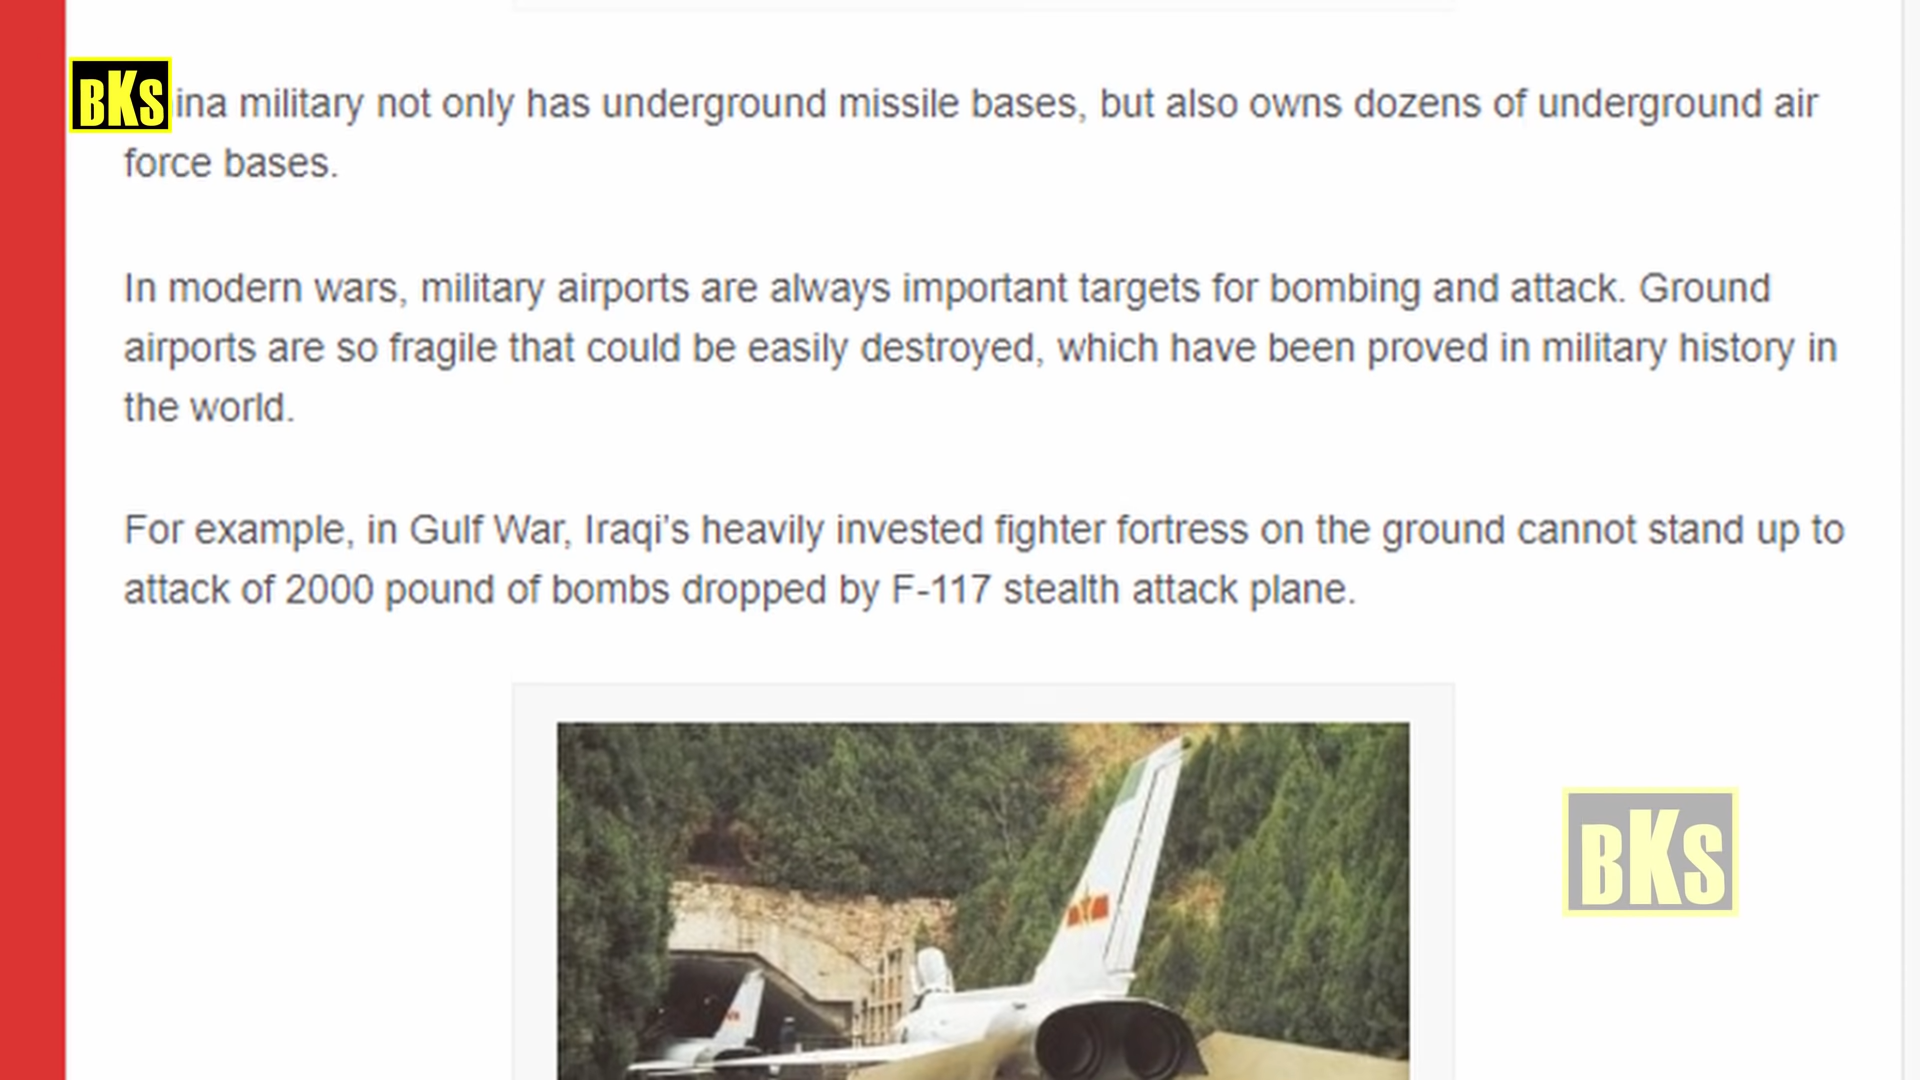 BKS
ina military not only has underground missile bases, but also owns dozens of underground air
force bases.
In modern wars, military airports are always important targets for bombing and attack. Ground
airports are so fragile that could be easily destroyed, which have been proved in military history in
the world.
For example, in Gulf War, Iraqi's heavily invested fighter fortress on the ground cannot stand up to
attack of 2000 pound of bombs dropped by F-117 stealth attack plane.
BKS